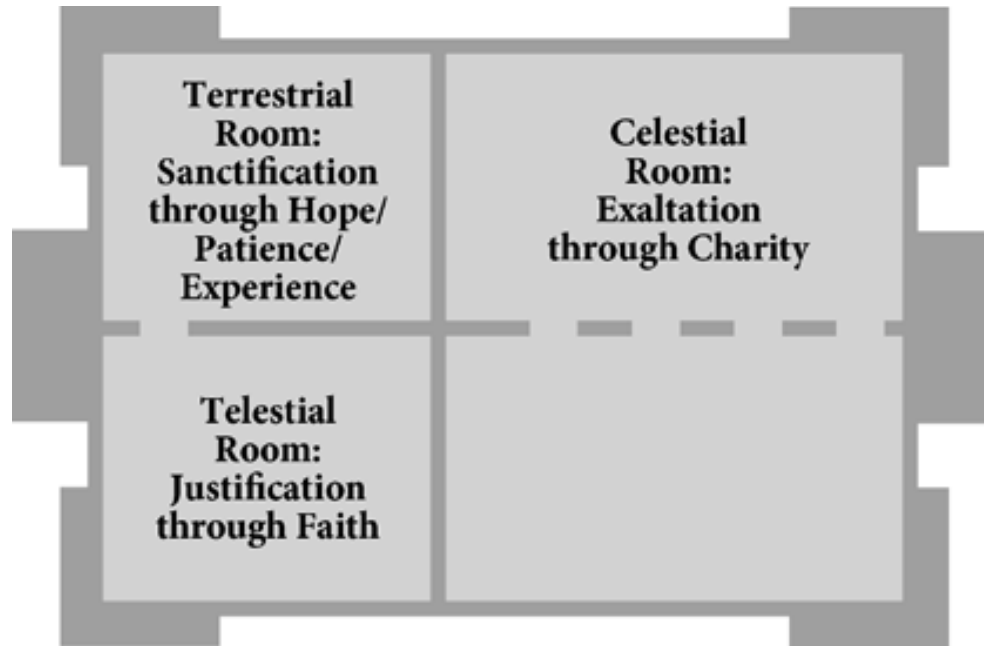 Terrestrial
Room:
Sanctification
through Hope/
Patience/
Experience
Celestial
Room:
Exaltation
through Charity
Telestial
Room:
Justification
through Faith